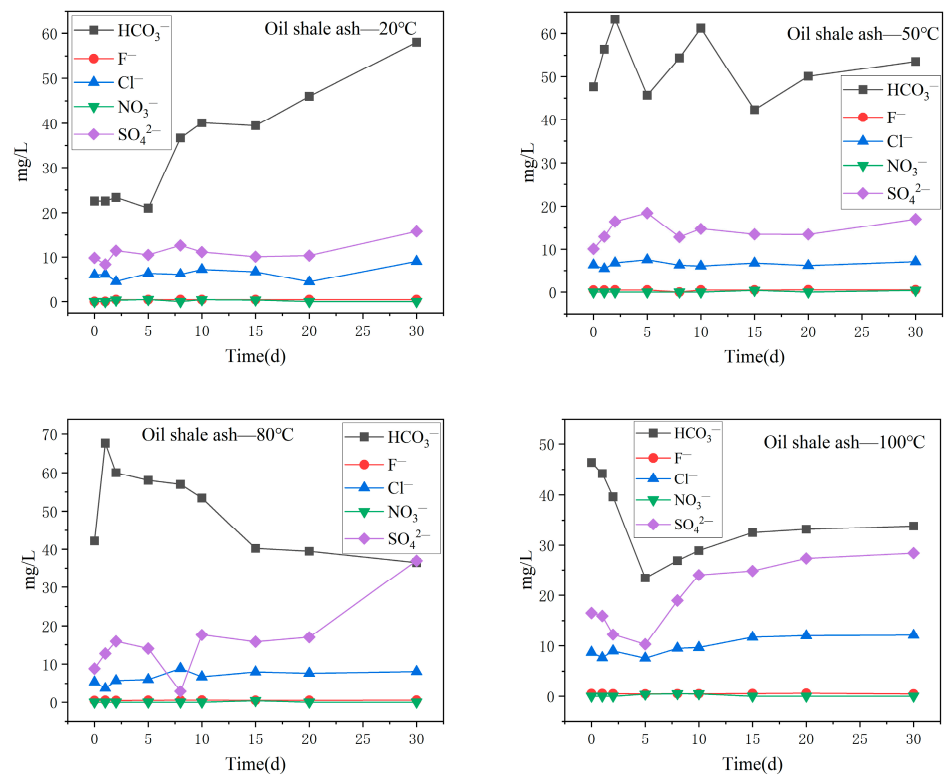 Oil shale ash—20℃
HCO₃⁻
F⁻
Cl⁻
NO₃⁻
SO₄²⁻
60
50
40
30
20
10
0
mg/L
0 5 10 15 20 25 30
Time(d)
Oil shale ash—50℃
HCO₃⁻
F⁻
Cl⁻
NO₃⁻
SO₄²⁻
60
50
40
30
20
10
0
mg/L
0 5 10 15 20 25 30
Time(d)
Oil shale ash—80℃
HCO₃⁻
F⁻
Cl⁻
NO₃⁻
SO₄²⁻
70
60
50
40
30
20
10
0
mg/L
0 5 10 15 20 25 30
Time(d)
Oil shale ash—100℃
HCO₃⁻
F⁻
Cl⁻
NO₃⁻
SO₄²⁻
50
40
30
20
10
0
mg/L
0 5 10 15 20 25 30
Time(d)